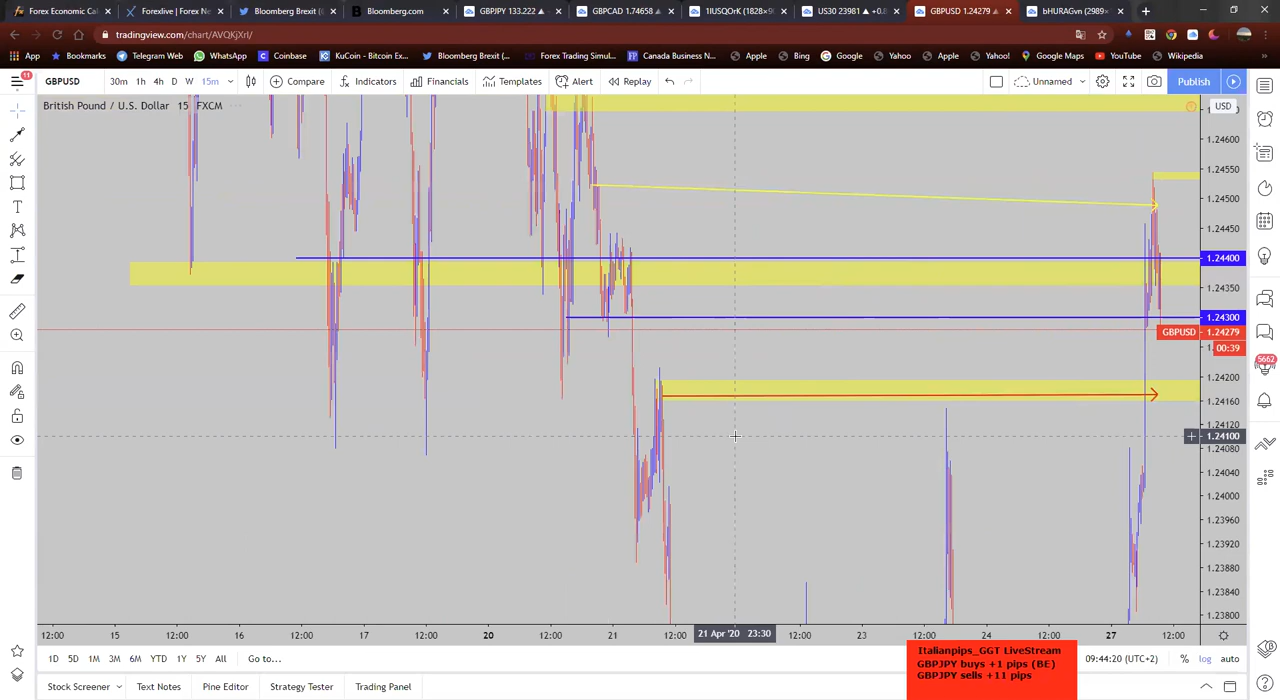 Forex Economic Cal
Forexlive | Forex Ne
Bloomberg Brexit (@
Bloomberg.com
GBPJPY 133.222
GBPCAD 1.74658
1IUSQOrK (1828×9
US30 23981 ▲ +0.8
GBPUSD 1.24279
bHURAGvn (2989×
tradingview.com/chart/AVQKjXrI/
App
Telegram Web
WhatsApp
Coinbase
KuCoin - Bitcoin Ex...
Bloomberg Brexit (...
Forex Trading Simul...
Canada Business N...
Apple
Bing
Google
Yahoo
Apple
Yahoo!
Google Maps
YouTube
Wikipedia
11
GBPUSD
30m 1h 4h D W 15m
Compare
Indicators
Financials
Templates
Alert
Replay
Unnamed
Publish
British Pound / U.S. Dollar 15 FXCM
USD
1.24600
1.24550
1.24500
1.24450
1.24400
1.24350
1.24300
GBPUSD 1.24279
00:39
1.24200
1.24160
1.24120
1.24100
1.24080
1.24040
1.24000
1.23960
1.23920
1.23880
1.23840
1.23800
5662
12:00 15 12:00 16 12:00 17 12:00 20 12:00 21 12:00 21 Apr '20 23:30 12:00 23 12:00 24 12:00 27 12:00
1D 5D 1M 3M 6M YTD 1Y 5Y All Go to...
09:44:20 (UTC+2) % log auto
Stock Screener
Text Notes
Pine Editor
Strategy Tester
Trading Panel
Italianpips_GGT LiveStream
GBPJPY buys +1 pips (BE)
GBPJPY sells +11 pips